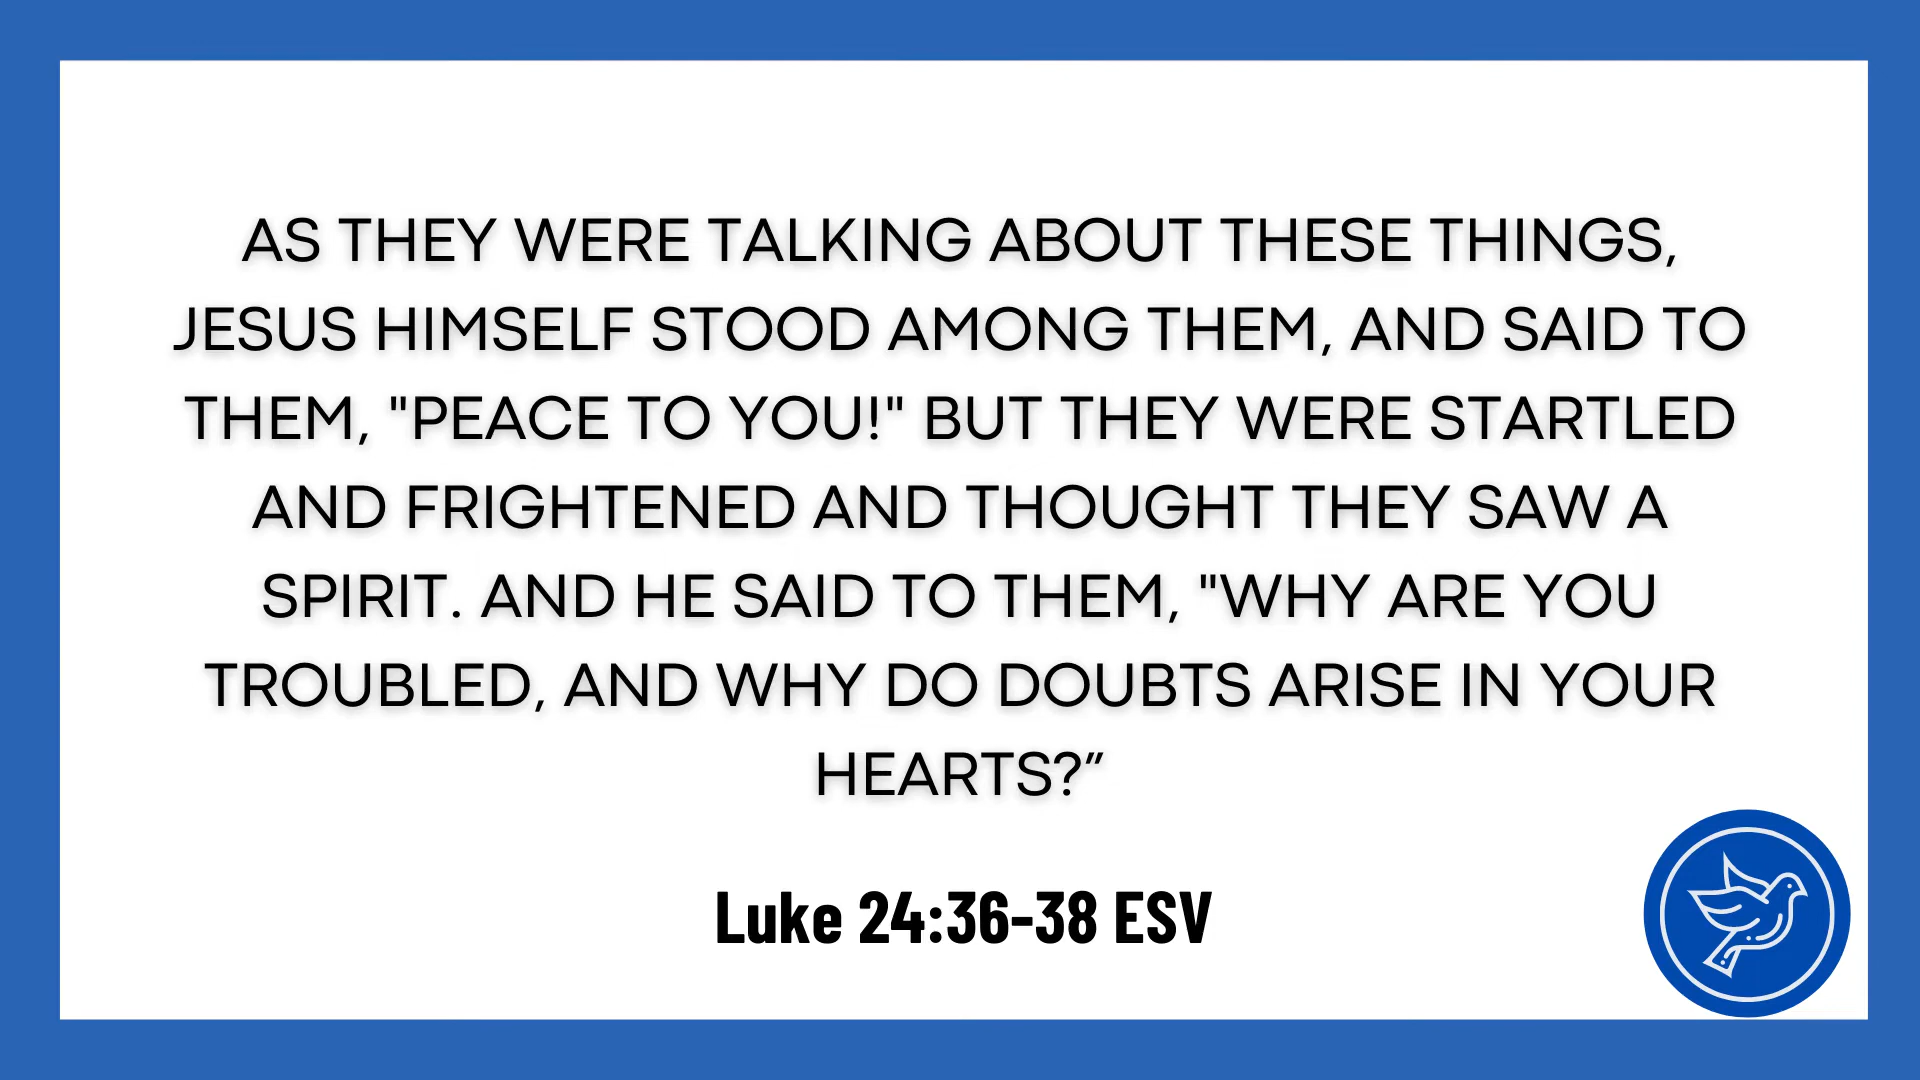 AS THEY WERE TALKING ABOUT THESE THINGS,
JESUS HIMSELF STOOD AMONG THEM, AND SAID TO
THEM, "PEACE TO YOU!" BUT THEY WERE STARTLED
AND FRIGHTENED AND THOUGHT THEY SAW A
SPIRIT. AND HE SAID TO THEM, "WHY ARE YOU
TROUBLED, AND WHY DO DOUBTS ARISE IN YOUR
HEARTS?”
Luke 24:36-38 ESV